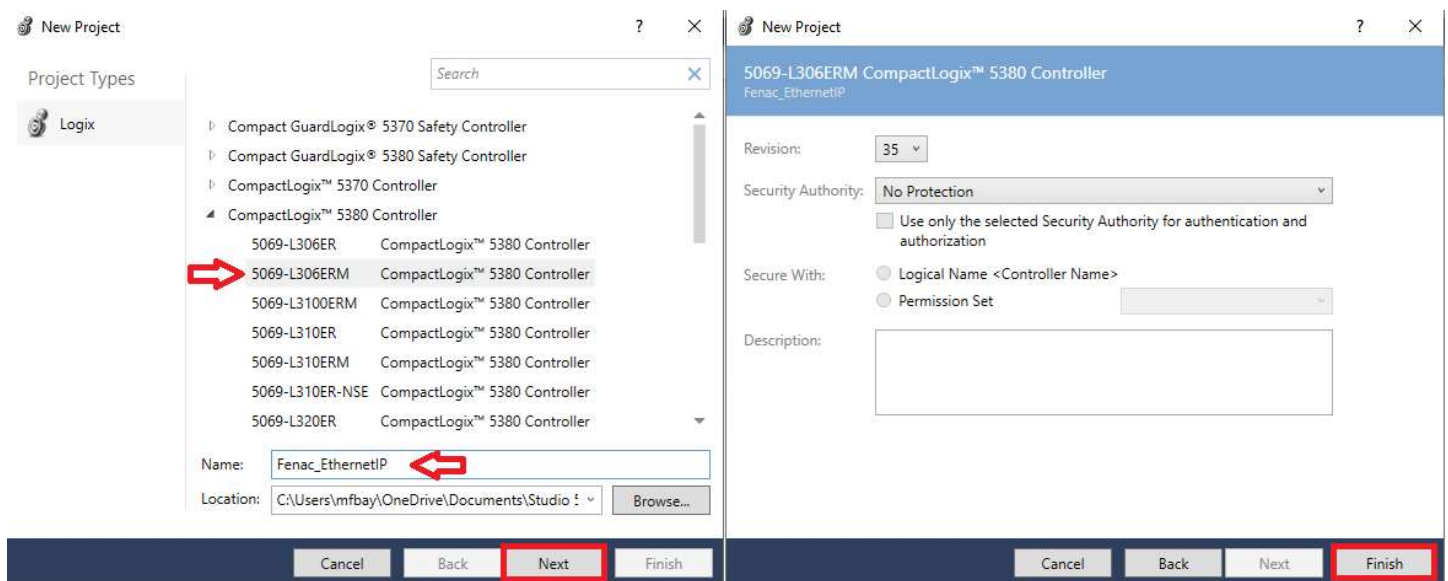 New Project
?
Project Types
Logix
Search
Compact GuardLogix® 5370 Safety Controller
Compact GuardLogix® 5380 Safety Controller
CompactLogix™ 5370 Controller
CompactLogix™ 5380 Controller
5069-L306ER CompactLogix™ 5380 Controller
5069-L306ERM CompactLogix™ 5380 Controller
5069-L3100ERM CompactLogix™ 5380 Controller
5069-L310ER CompactLogix™ 5380 Controller
5069-L310ERM CompactLogix™ 5380 Controller
5069-L310ER-NSE CompactLogix™ 5380 Controller
5069-L320ER CompactLogix™ 5380 Controller
Name: Fenac_EthernetIP
Location: C:\Users\mfbay\OneDrive\Documents\Studio Browse...
Cancel Back Next Finish
New Project
?
5069-L306ERM CompactLogix™ 5380 Controller
Fenac_EthernetIP
Revision: 35
Security Authority: No Protection
Use only the selected Security Authority for authentication and
authorization
Secure With: Logical Name <Controller Name>
Permission Set
Description:
Cancel Back Next Finish